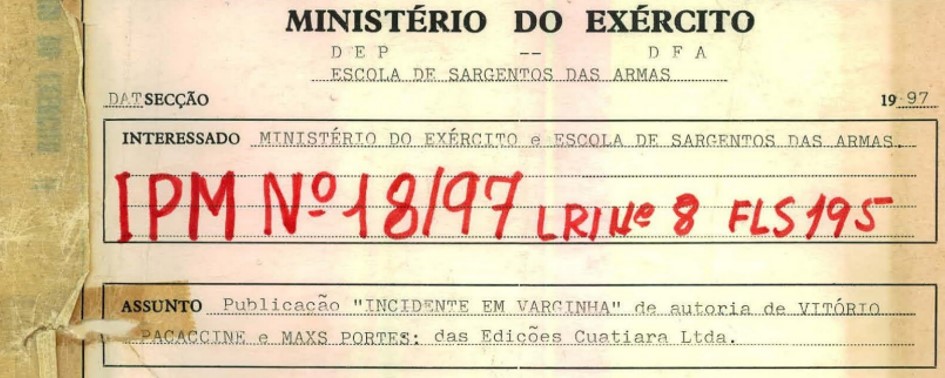 MINISTÉRIO DO EXÉRCITO
DEP -- DFA
ESCOLA DE SARGENTOS DAS ARMAS
DAT SECÇÃO 19 97
INTERESSADO MINISTÉRIO DO EXÉRCITO e ESCOLA DE SARGENTOS DAS ARMAS.
IPM Nº 18/97 LRI Nº 8 FLS 195
ASSUNTO Publicação "INCIDENTE EM VARGINHA" de autoria de VITÓRIO
PACACCINE e MAXS PORTES: das Edições Cuatiara Ltda.